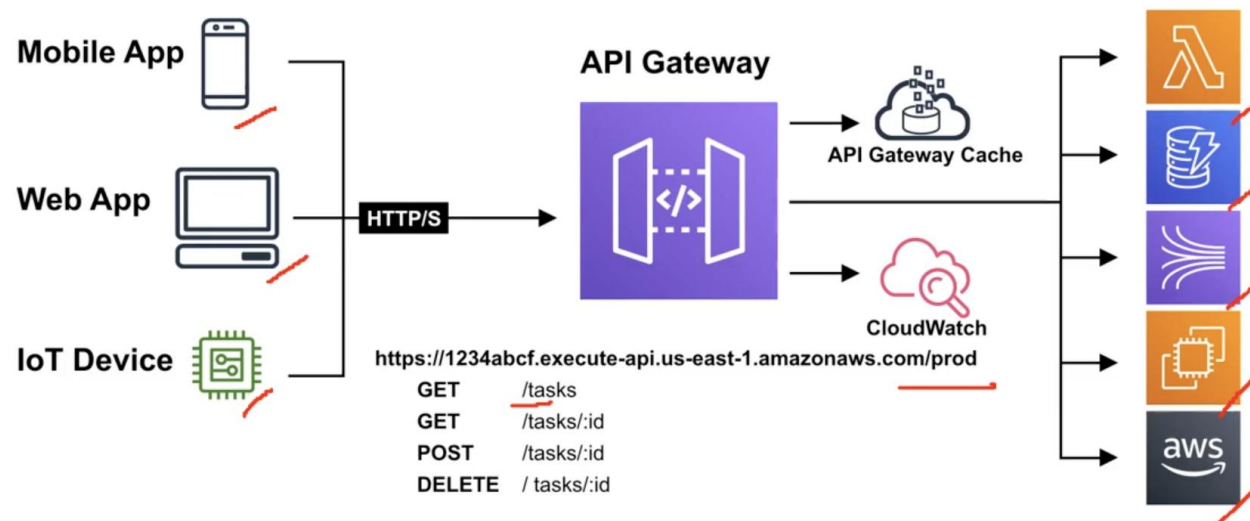 Mobile App
Web App
IoT Device
HTTP/S
API Gateway
</>
API Gateway Cache
CloudWatch
https://1234abcf.execute-api.us-east-1.amazonaws.com/prod
GET /tasks
GET /tasks/:id
POST /tasks/:id
DELETE / tasks/:id
aws